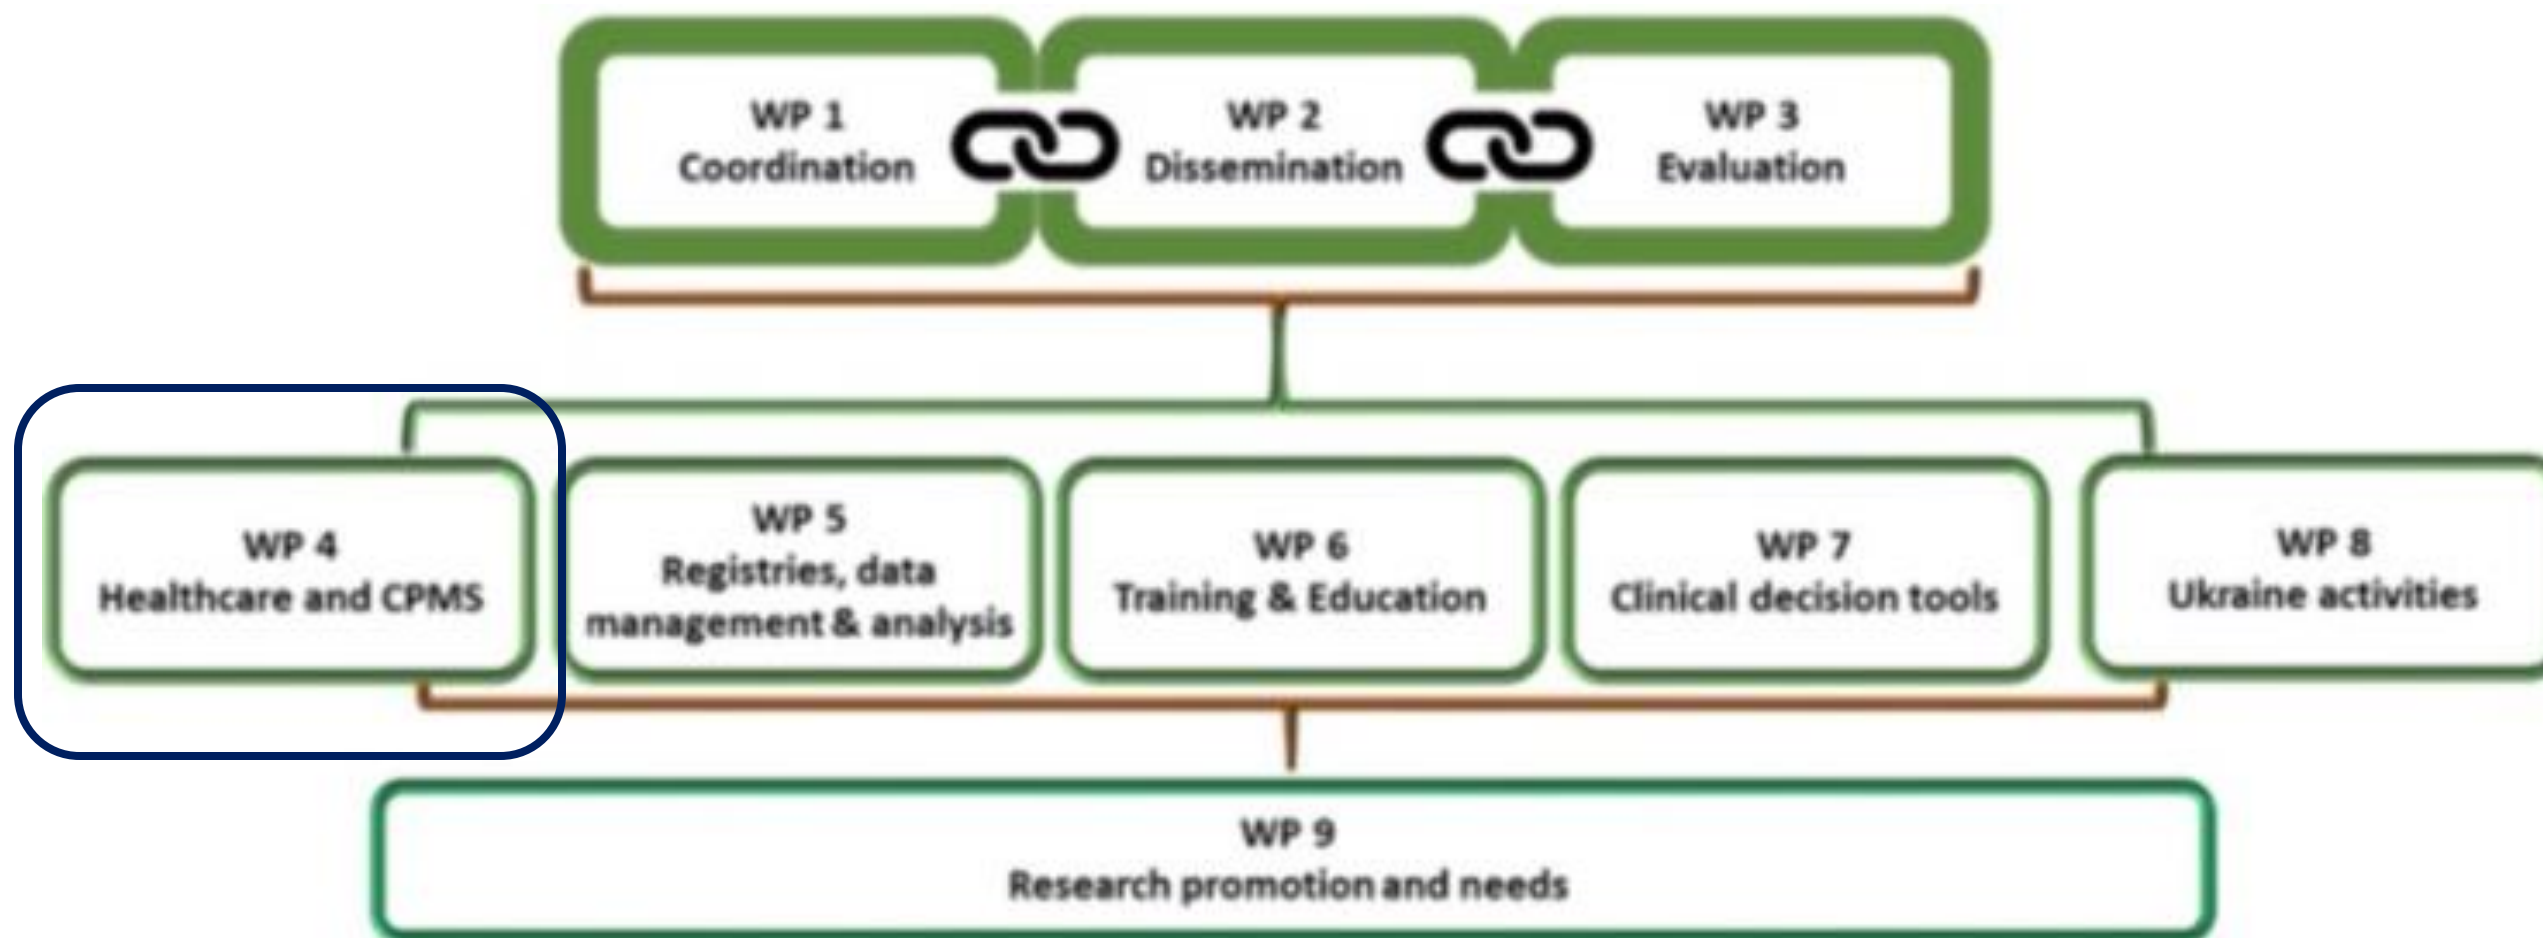 WP 1
Coordination
WP 2
Dissemination
WP 3
Evaluation
WP 4
Healthcare and CPMS
WP 5
Registries, data
management & analysis
WP 6
Training & Education
WP 7
Clinical decision tools
WP 8
Ukraine activities
WP 9
Research promotion and needs